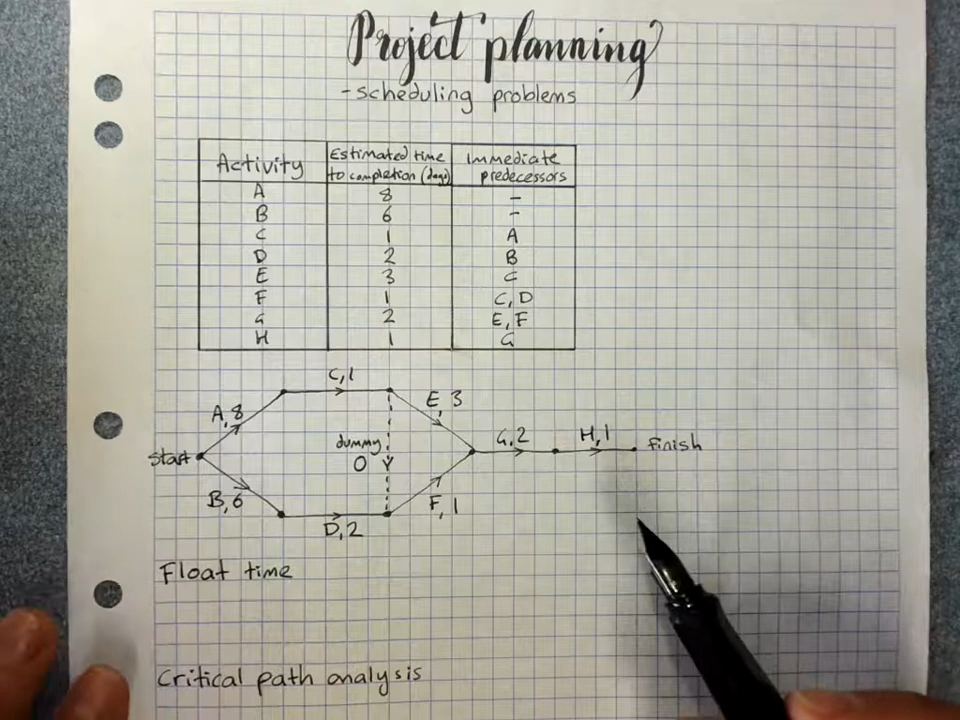 Project planning
-scheduling problems
Activity Estimated time to completion (days) Immediate predecessors
A 8 -
B 6 -
C 1 A
D 2 B
E 3 C
F 1 C, D
G 2 E, F
H 1 G
C,1
A,8
E,3
G,2
H,1
Start
Finish
dummy
0
B,6
F,1
D,2
Float time
Critical path analysis